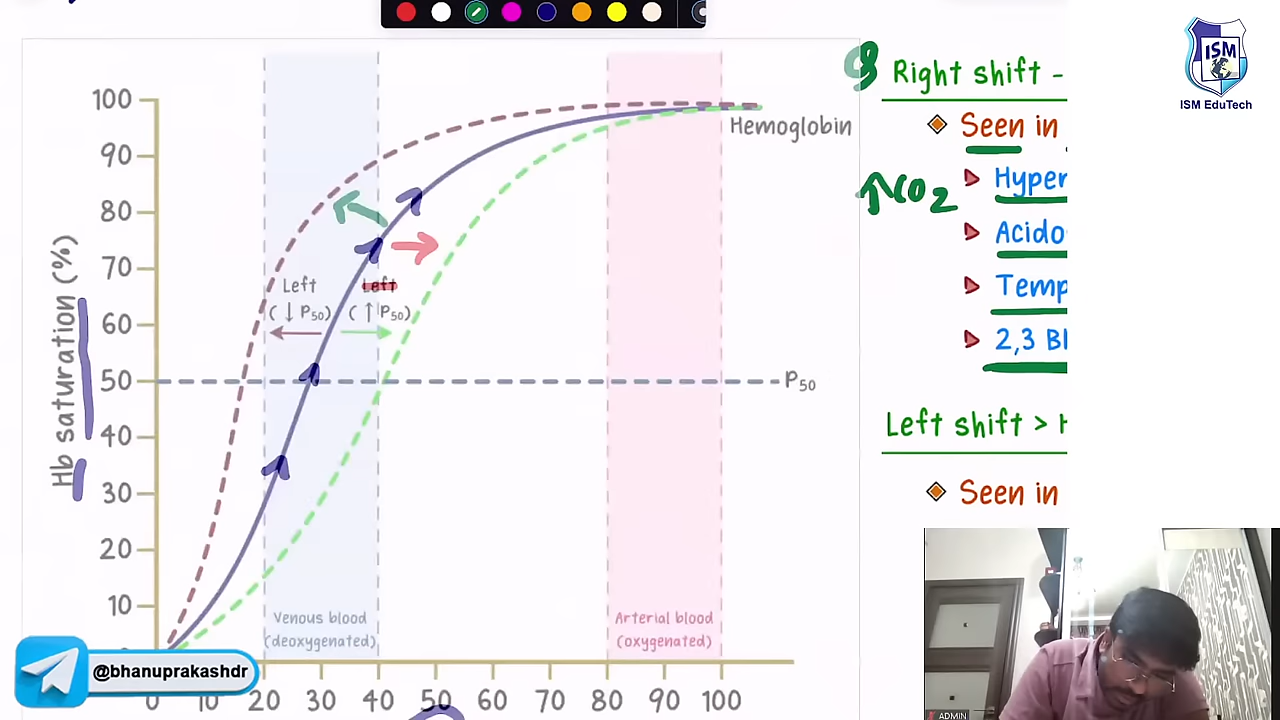 ISM
ISM EduTech
Right shift -
Seen in
↑CO2
Hyper
Acido
Temp
2,3 B
Left shift >
Seen in
Hb saturation (%)
100
90
80
70
60
50
40
30
20
10
Hemoglobin
Left
(↓ P50)
Left
(↑ P50)
P50
Venous blood
(deoxygenated)
Arterial blood
(oxygenated)
0 10 20 30 40 50 60 70 80 90 100
@bhanuprakashdr
ADMIN